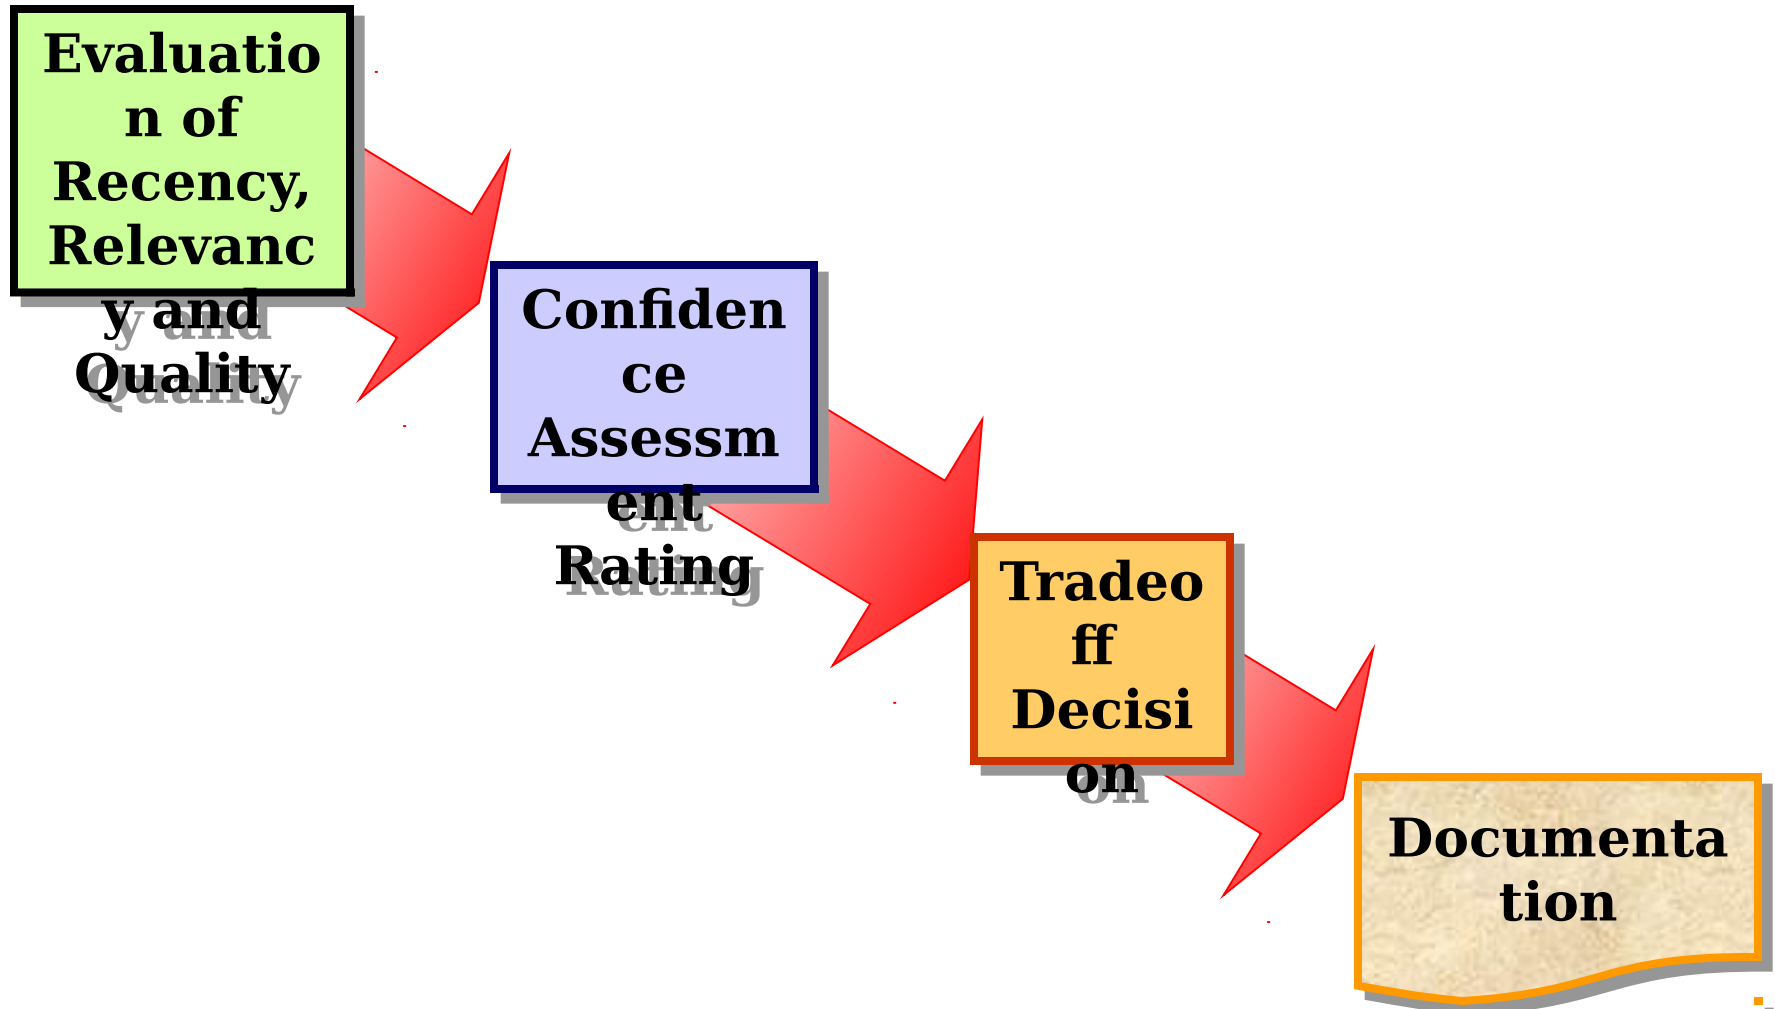 Evaluatio
n of
Recency,
Relevanc
y and
Quality
Confiden
ce
Assessm
ent
Rating
Tradeo
ff
Decisi
on
Documenta
tion